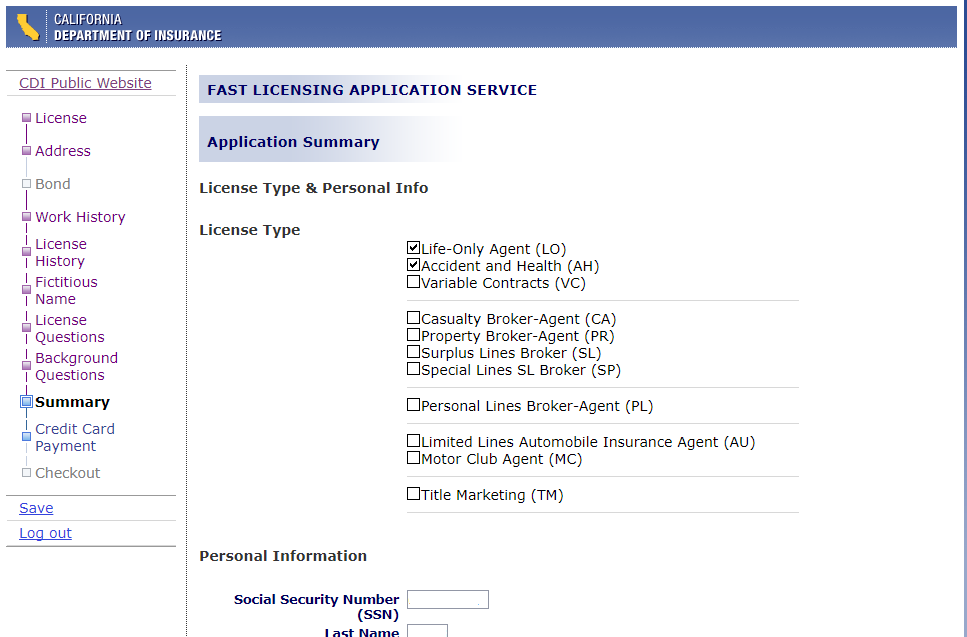 CALIFORNIA
DEPARTMENT OF INSURANCE
CDI Public Website
License
Address
Bond
Work History
License
History
Fictitious
Name
License
Questions
Background
Questions
Summary
Credit Card
Payment
Checkout
Save
Log out
FAST LICENSING APPLICATION SERVICE
Application Summary
License Type & Personal Info
License Type
Life-Only Agent (LO)
Accident and Health (AH)
Variable Contracts (VC)
Casualty Broker-Agent (CA)
Property Broker-Agent (PR)
Surplus Lines Broker (SL)
Special Lines SL Broker (SP)
Personal Lines Broker-Agent (PL)
Limited Lines Automobile Insurance Agent (AU)
Motor Club Agent (MC)
Title Marketing (TM)
Personal Information
Social Security Number
(SSN)
Last Name